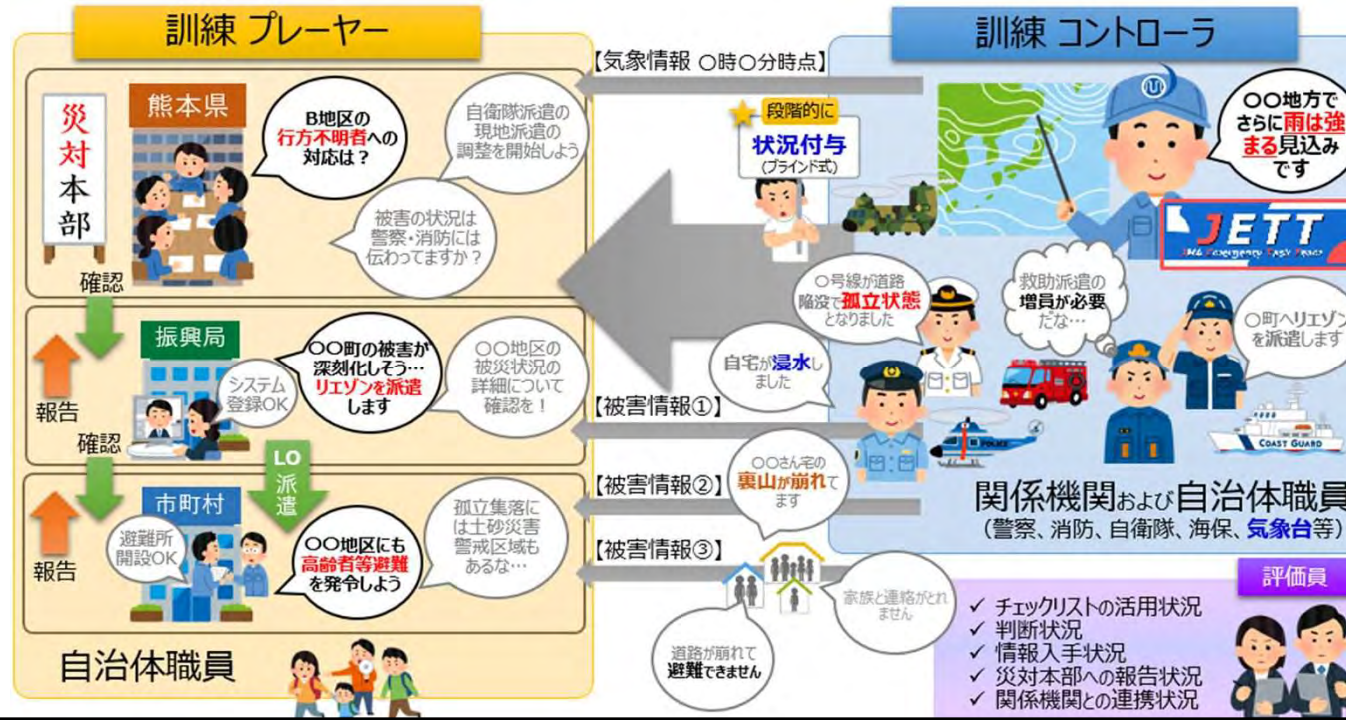 訓練 プレーヤー
災対本部
熊本県
B地区の
行方不明者への
対応は？
自衛隊派遣の
現地派遣の
調整を開始しよう
被害の状況は
警察・消防には
伝わってますか？
確認
報告
振興局
システム
登録OK
〇〇町の被害が
深刻化しそう…
リエゾンを派遣
します
〇〇地区の
被災状況の
詳細について
確認を！
確認
報告
LO
派遣
市町村
避難所
開設OK
〇〇地区にも
高齢者等避難
を発令しよう
孤立集落に
は土砂災害
警戒区域も
あるな…
自治体職員
【気象情報 〇時〇分時点】
段階的に
状況付与
(ブラインド式)
【被害情報①】
【被害情報②】
【被害情報③】
訓練 コントローラ
〇〇地方で
さらに雨は強
まる見込み
です
JETT
JMA Emergency Task Team
〇号線が道路
陥没で孤立状態
となりました
救助派遣の
増員が必要
だな…
〇町へリエゾン
を派遣します
自宅が浸水し
ました
POLICE
COAST GUARD
〇〇さん宅の
裏山が崩れて
ます
関係機関および自治体職員
（警察、消防、自衛隊、海保、気象台等）
家族と連絡がとれ
ません
道路が崩れて
避難できません
評価員
✓ チェックリストの活用状況
✓ 判断状況
✓ 情報入手状況
✓ 災対本部への報告状況
✓ 関係機関との連携状況